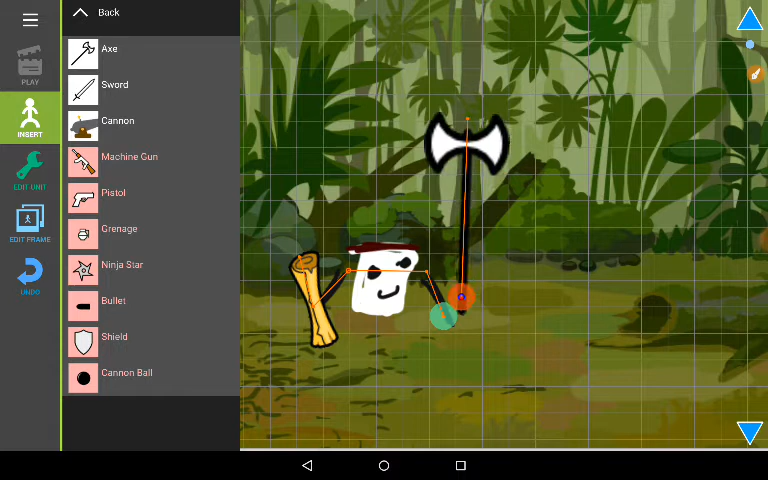 Back
PLAY
INSERT
EDIT UNIT
EDIT FRAME
UNDO
Axe
Sword
Cannon
Machine Gun
Pistol
Grenage
Ninja Star
Bullet
Shield
Cannon Ball